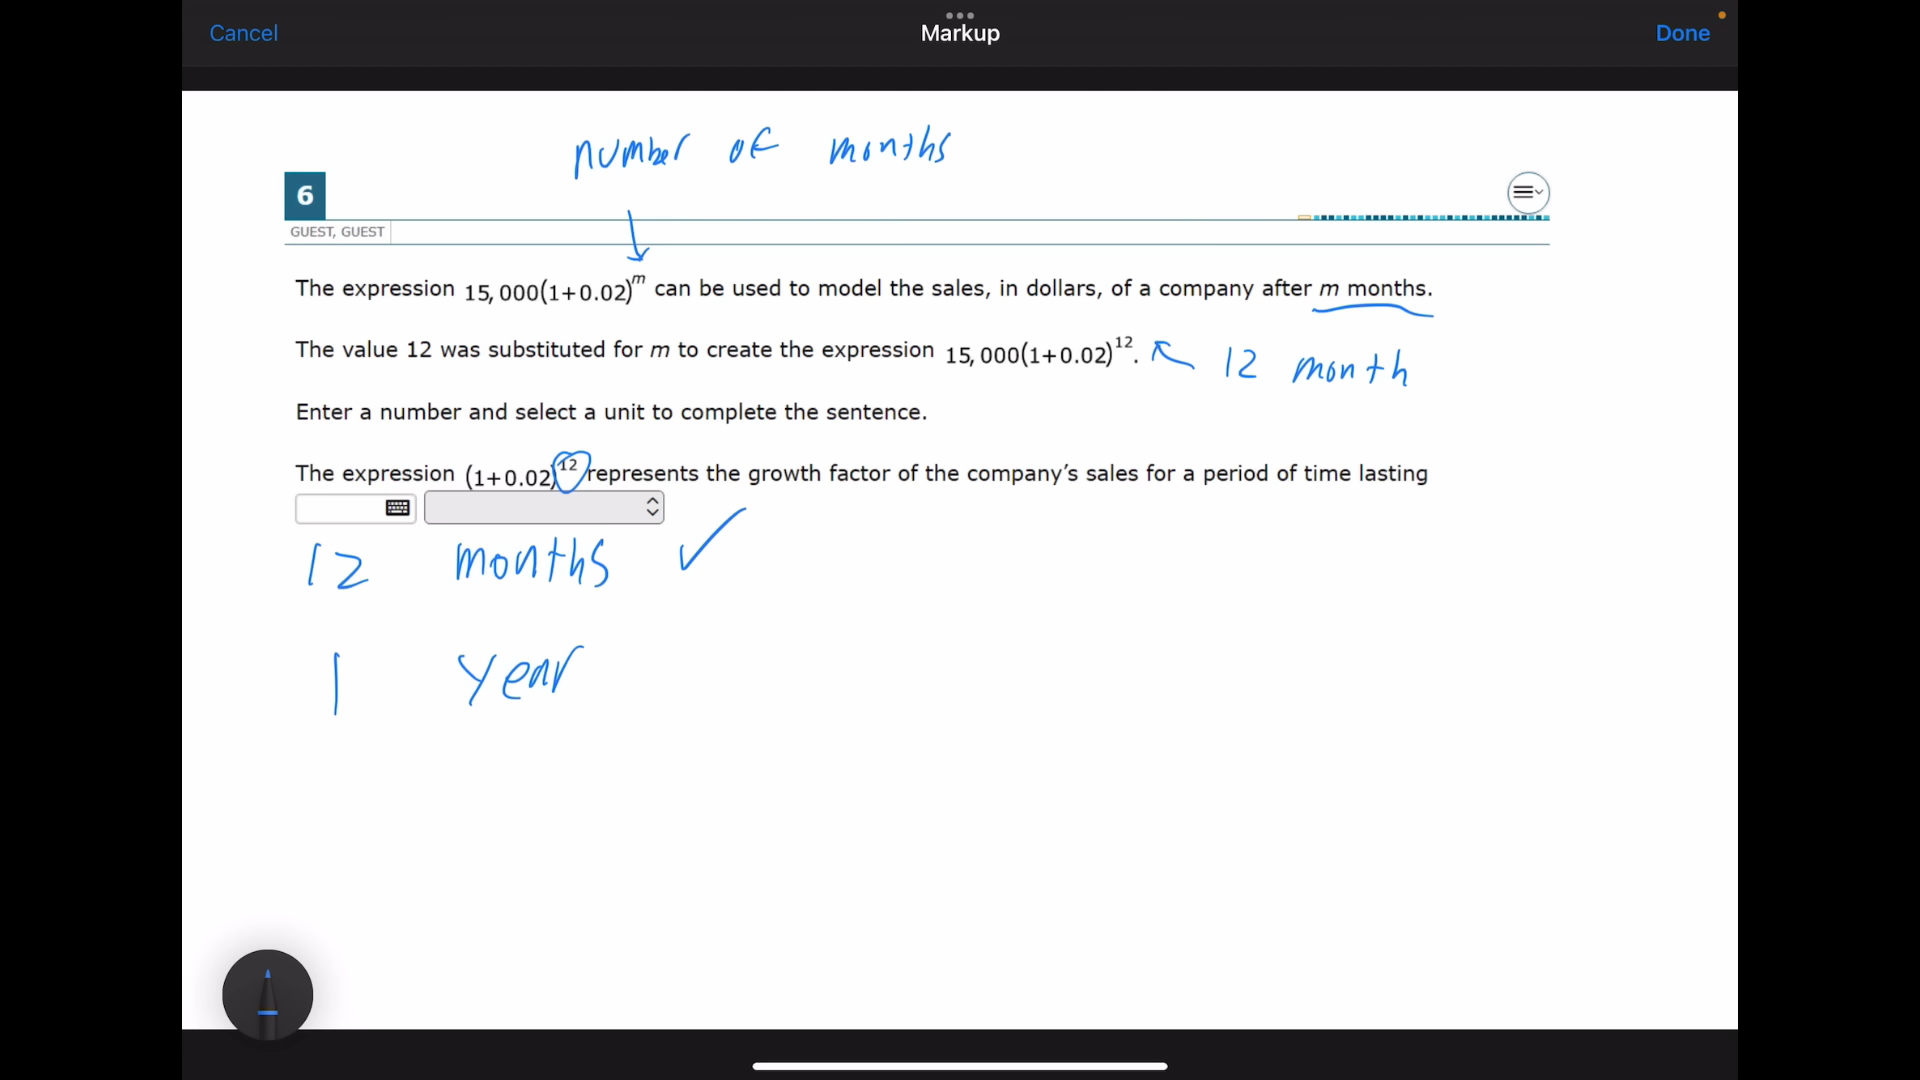 Cancel
Markup
Done
number of months
6
GUEST, GUEST
The expression 15,000(1+0.02)^m can be used to model the sales, in dollars, of a company after m months.
The value 12 was substituted for m to create the expression 15,000(1+0.02)^12. 12 month
Enter a number and select a unit to complete the sentence.
The expression (1+0.02)^12 represents the growth factor of the company's sales for a period of time lasting
12 months ✓
1 year